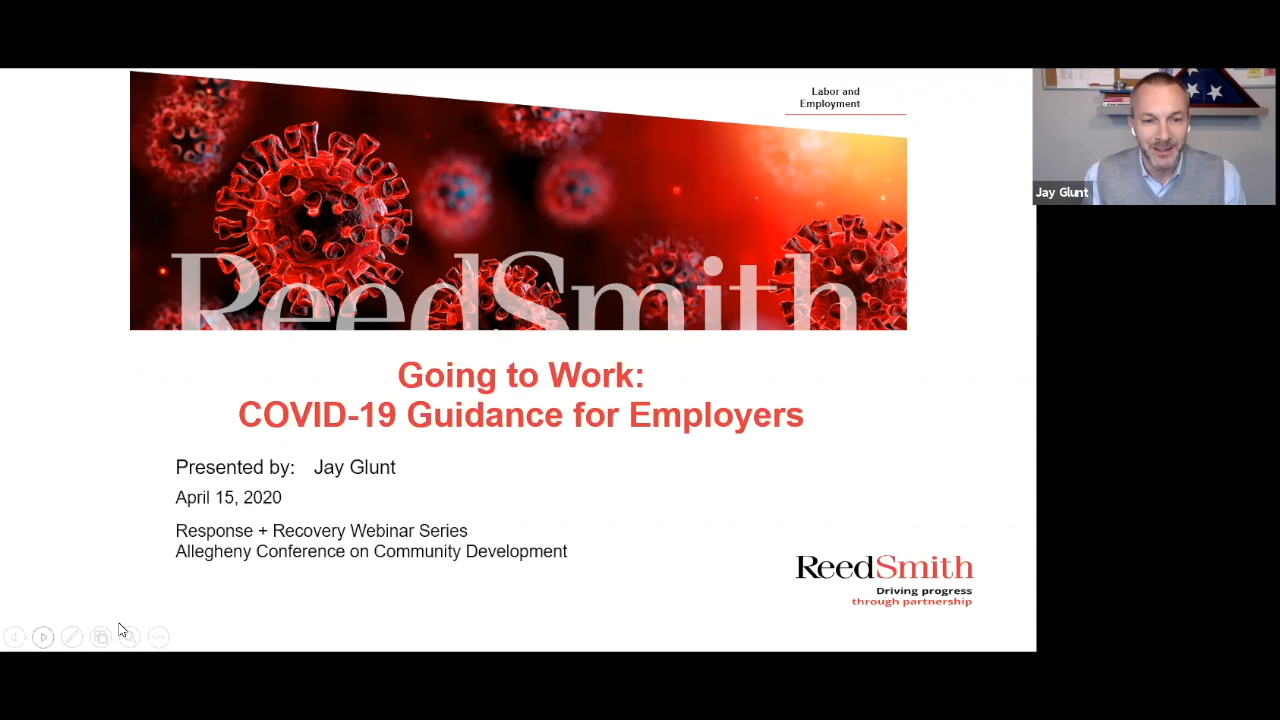 Labor and
Employment
ReedSmith
Jay Glunt
Going to Work:
COVID-19 Guidance for Employers
Presented by: Jay Glunt
April 15, 2020
Response + Recovery Webinar Series
Allegheny Conference on Community Development
ReedSmith
Driving progress
through partnership